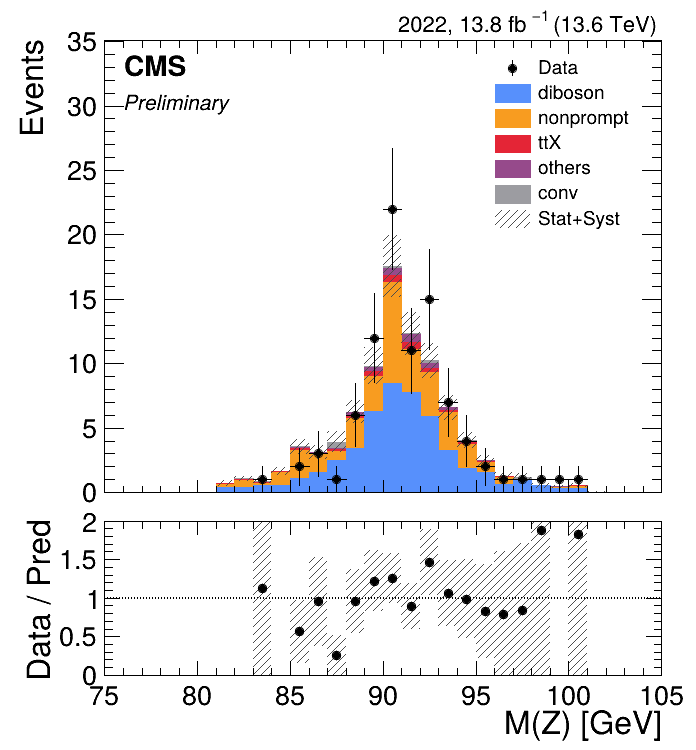 2022, 13.8 fb⁻¹ (13.6 TeV)
Events
CMS
Preliminary
Data
diboson
nonprompt
ttX
others
conv
Stat+Syst
35
30
25
20
15
10
5
0
Data / Pred
2
1.5
1
0.5
0
75
80
85
90
95
100
105
M(Z) [GeV]